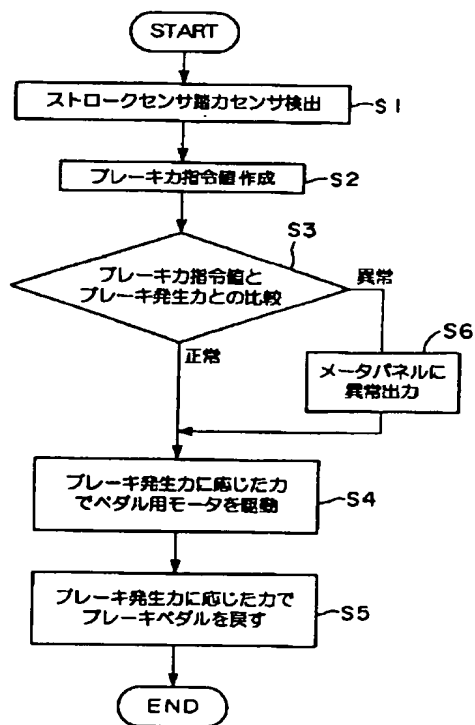 START
ストロークセンサ踏力センサ検出
S1
ブレーキ力指令値作成
S2
S3
ブレーキ力指令値と
ブレーキ発生力との比較
異常
正常
S6
メータパネルに
異常出力
ブレーキ発生力に応じた力
でペダル用モータを駆動
S4
ブレーキ発生力に応じた力で
ブレーキペダルを戻す
S5
END